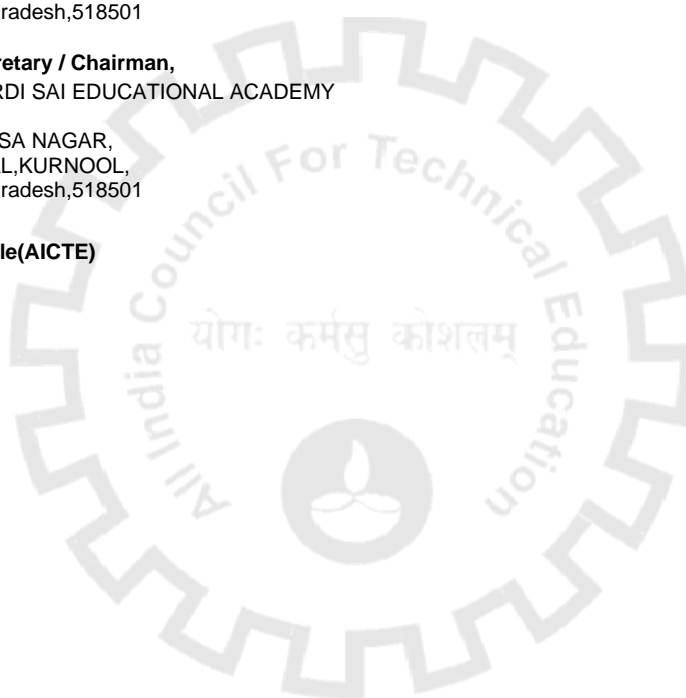 radesh,518501
retary / Chairman,
RDI SAI EDUCATIONAL ACADEMY
SA NAGAR,
L,KURNOOL,
radesh,518501
le(AICTE)
All India Council For Technical Education
योगः कर्मसु कौशलम्